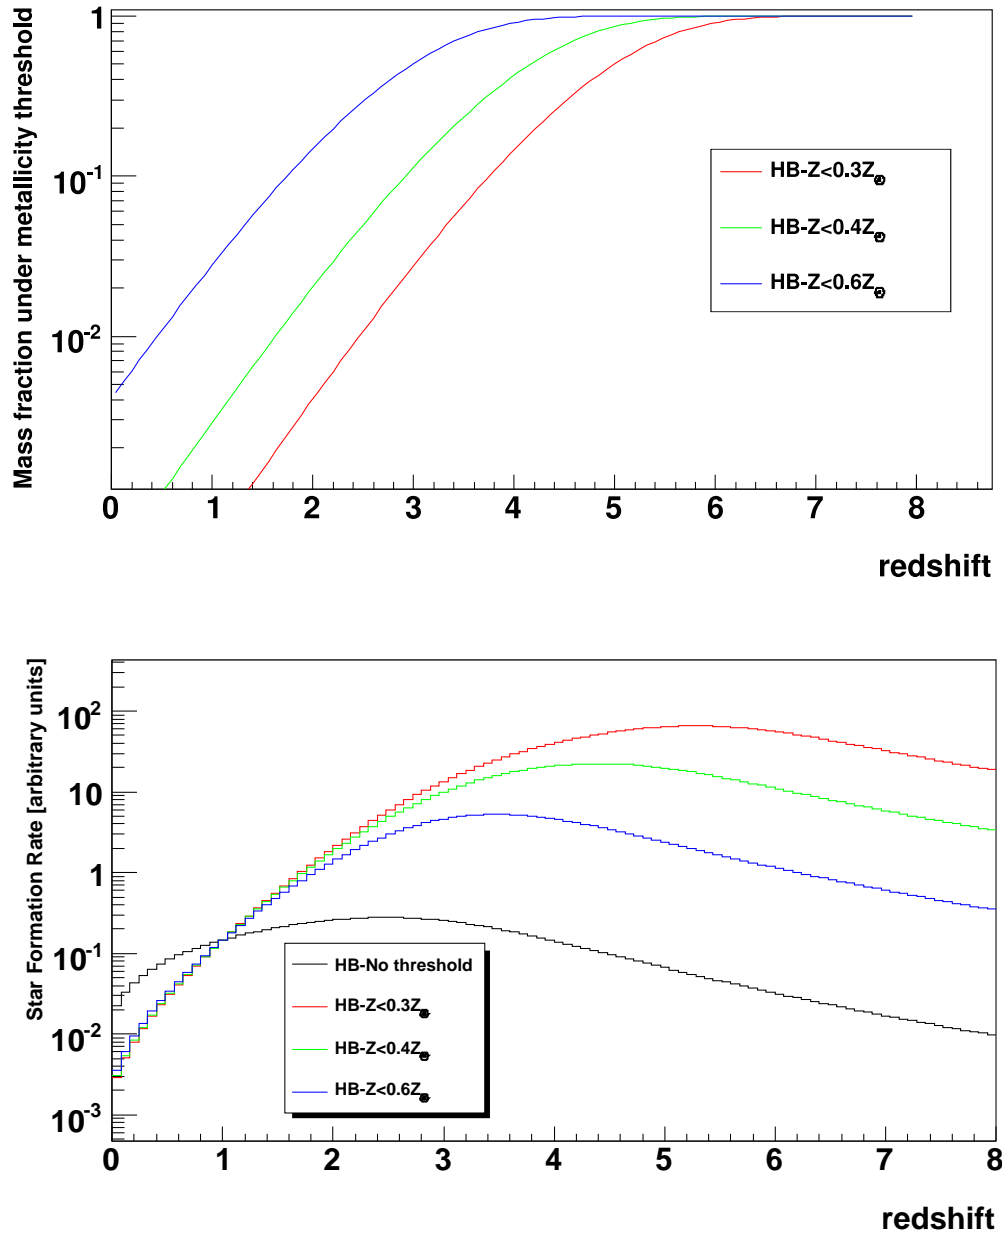 Mass fraction under metallicity threshold
1
10⁻¹
10⁻²
HB-Z<0.3Z☉
HB-Z<0.4Z☉
HB-Z<0.6Z☉
0 1 2 3 4 5 6 7 8
redshift
Star Formation Rate [arbitrary units]
10²
10
1
10⁻¹
10⁻²
10⁻³
HB-No threshold
HB-Z<0.3Z☉
HB-Z<0.4Z☉
HB-Z<0.6Z☉
0 1 2 3 4 5 6 7 8
redshift